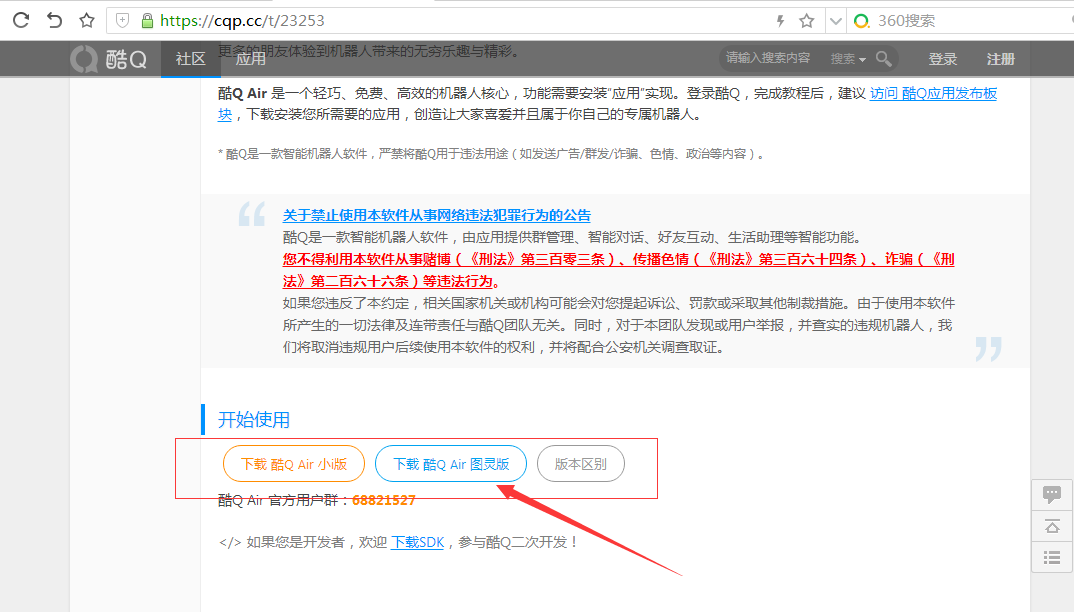 https://cqp.cc/t/23253
360搜索
更多的朋友体验到机器人带来的无穷乐趣与精彩。
酷Q 社区 应用 请输入搜索内容 搜索 登录 注册
酷Q Air 是一个轻巧、免费、高效的机器人核心，功能需要安装“应用”实现。登录酷Q，完成教程后，建议 访问 酷Q应用发布板
块，下载安装您所需要的应用，创造让大家喜爱并且属于你自己的专属机器人。
* 酷Q是一款智能机器人软件，严禁将酷Q用于违法用途（如发送广告/群发/诈骗、色情、政治等内容）。
关于禁止使用本软件从事网络违法犯罪行为的公告
酷Q是一款智能机器人软件，由应用提供群管理、智能对话、好友互动、生活助理等智能功能。
您不得利用本软件从事赌博（《刑法》第三百零三条）、传播色情（《刑法》第三百六十四条）、诈骗（《刑
法》第二百六十六条）等违法行为。
如果您违反了本约定，相关国家机关或机构可能会对您提起诉讼、罚款或采取其他制裁措施。由于使用本软件
所产生的一切法律及连带责任与酷Q团队无关。同时，对于本团队发现或用户举报，并查实的违规机器人，我
们将取消违规用户后续使用本软件的权利，并将配合公安机关调查取证。
开始使用
下载 酷Q Air 小i版 下载 酷Q Air 图灵版 版本区别
酷Q Air 官方用户群：68821527
</> 如果您是开发者，欢迎 下载SDK，参与酷Q二次开发！